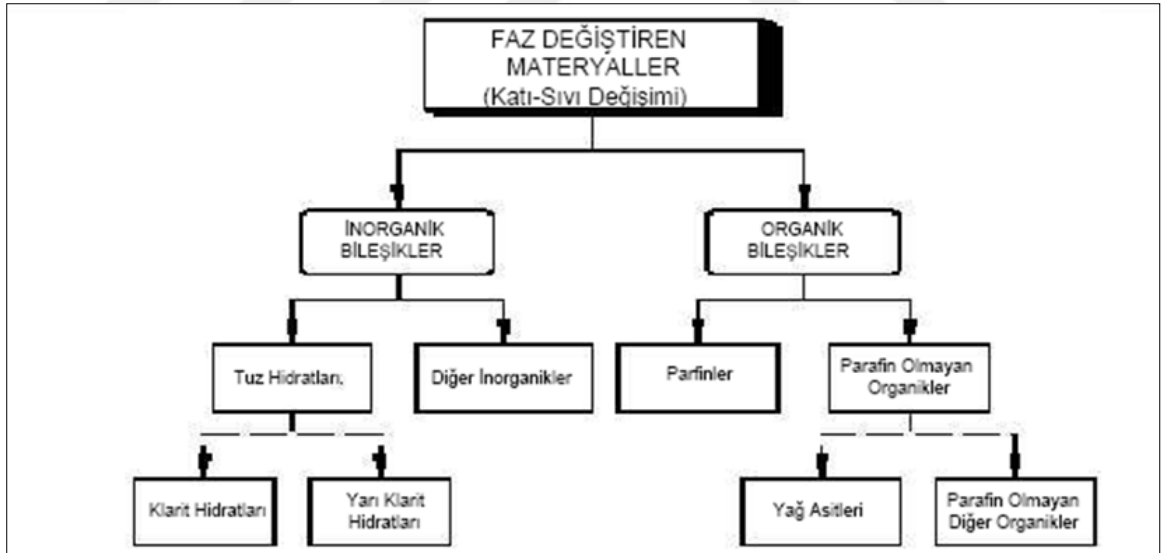 FAZ DEĞİŞTİREN
MATERYALLER
(Katı-Sıvı Değişimi)
İNORGANİK
BİLEŞİKLER
ORGANİK
BİLEŞİKLER
Tuz Hidratları;
Diğer İnorganikler
Parfinler
Parafin Olmayan
Organikler
Klarit Hidratları
Yarı Klarit
Hidratları
Yağ Asitleri
Parafin Olmayan
Diğer Organikler